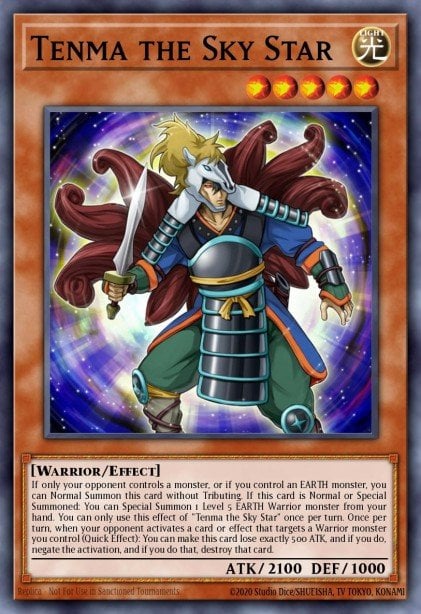 Tenma the Sky Star
LIGHT
光
[Warrior/Effect]
If only your opponent controls a monster, or if you control an EARTH monster, you
can Normal Summon this card without Tributing. If this card is Normal or Special
Summoned: You can Special Summon 1 Level 5 EARTH Warrior monster from your
hand. You can only use this effect of "Tenma the Sky Star" once per turn. Once per
turn, when your opponent activates a card or effect that targets a Warrior monster
you control (Quick Effect): You can make this card lose exactly 500 ATK, and if you do,
negate the activation, and if you do that, destroy that card.
ATK/2100 DEF/1000
Replica - Not For Use in Sanctioned Tournaments
©2020 Studio Dice/SHUEISHA, TV TOKYO, KONAMI